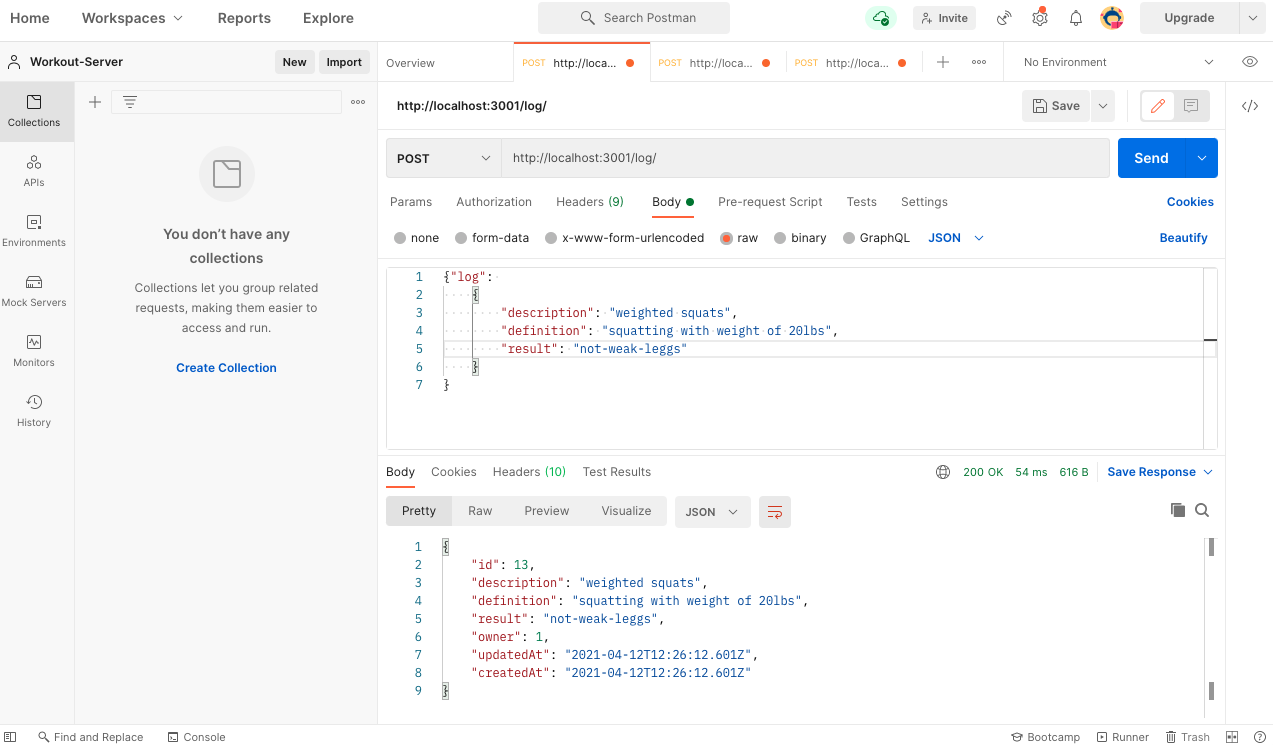 Home Workspaces Reports Explore Search Postman Invite Upgrade
Workout-Server New Import Overview POST http://loca... POST http://loca... POST http://loca... No Environment
http://localhost:3001/log/ Save
Collections
APIs
Environments
Mock Servers
Monitors
History
You don’t have any
collections
Collections let you group related
requests, making them easier to
access and run.
Create Collection
POST http://localhost:3001/log/ Send
Params Authorization Headers (9) Body Pre-request Script Tests Settings Cookies
none form-data x-www-form-urlencoded raw binary GraphQL JSON Beautify
1 {"log":
2 {
3 "description": "weighted squats",
4 "definition": "squatting with weight of 20lbs",
5 "result": "not-weak-leggs"
6 }
7 }
Body Cookies Headers (10) Test Results 200 OK 54 ms 616 B Save Response
Pretty Raw Preview Visualize JSON
1 {
2 "id": 13,
3 "description": "weighted squats",
4 "definition": "squatting with weight of 20lbs",
5 "result": "not-weak-leggs",
6 "owner": 1,
7 "updatedAt": "2021-04-12T12:26:12.601Z",
8 "createdAt": "2021-04-12T12:26:12.601Z"
9 }
Find and Replace Console Bootcamp Runner Trash